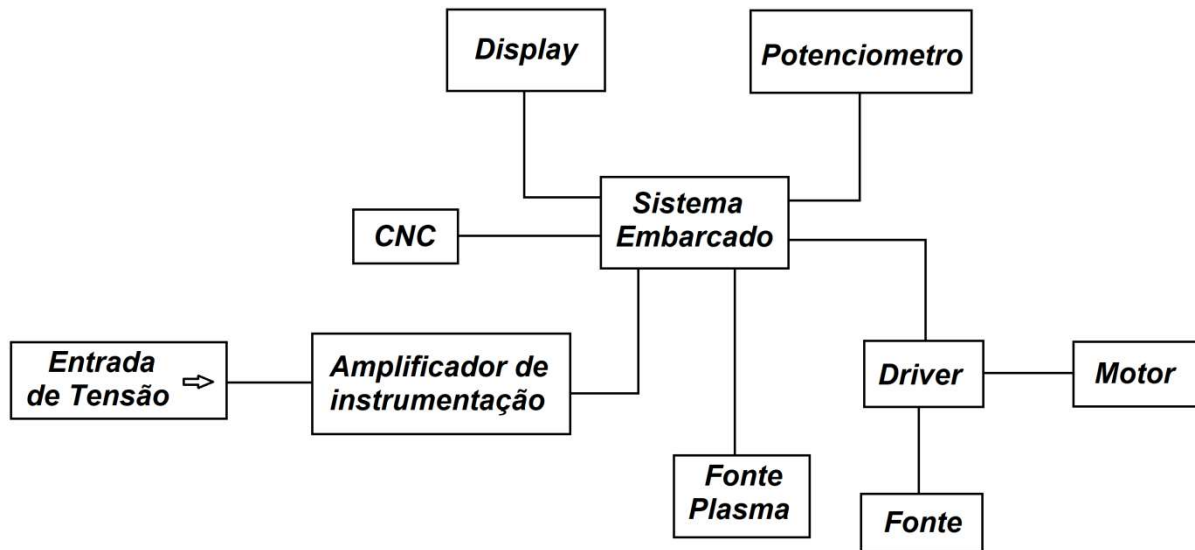 Display
Potenciometro
Sistema
Embarcado
CNC
Entrada
de Tensão
Amplificador de
instrumentação
Driver
Motor
Fonte
Plasma
Fonte